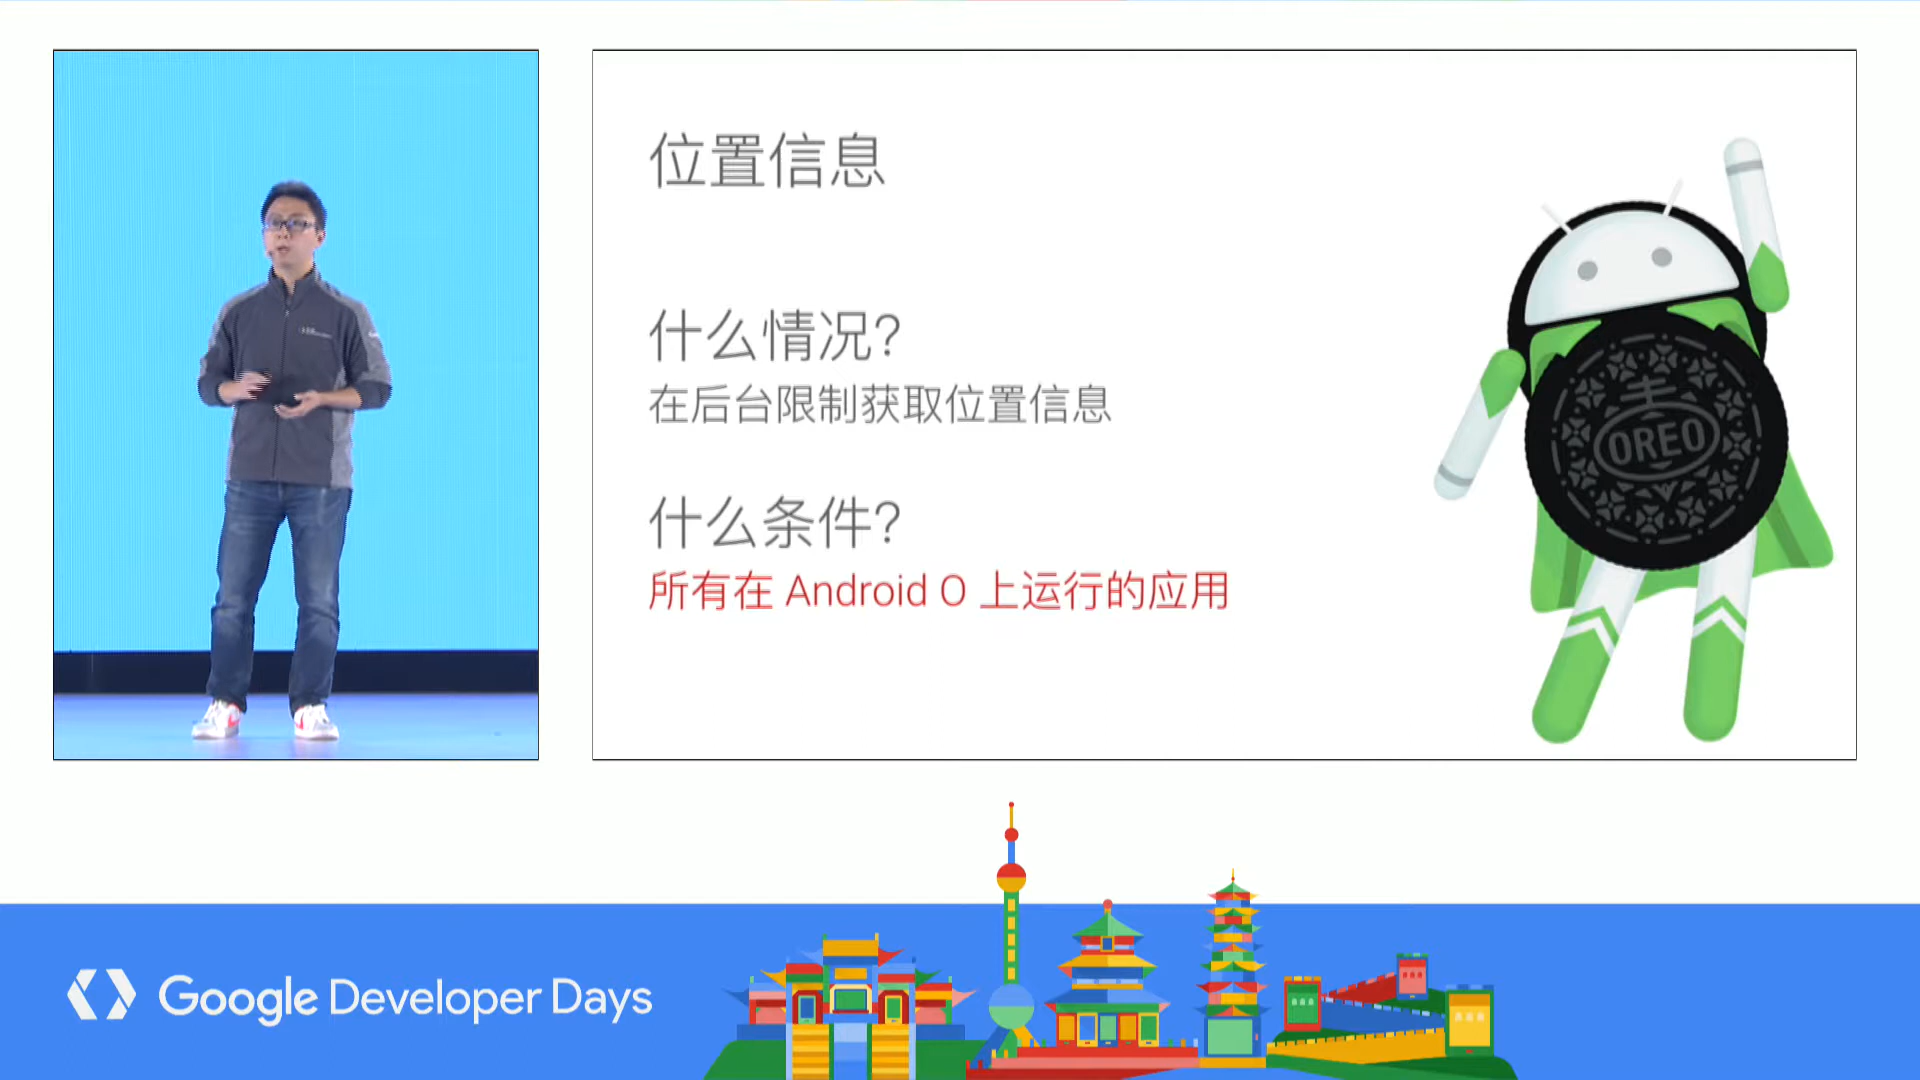 位置信息
什么情况?
在后台限制获取位置信息
什么条件?
所有在 Android O 上运行的应用
OREO
Google Developer Days